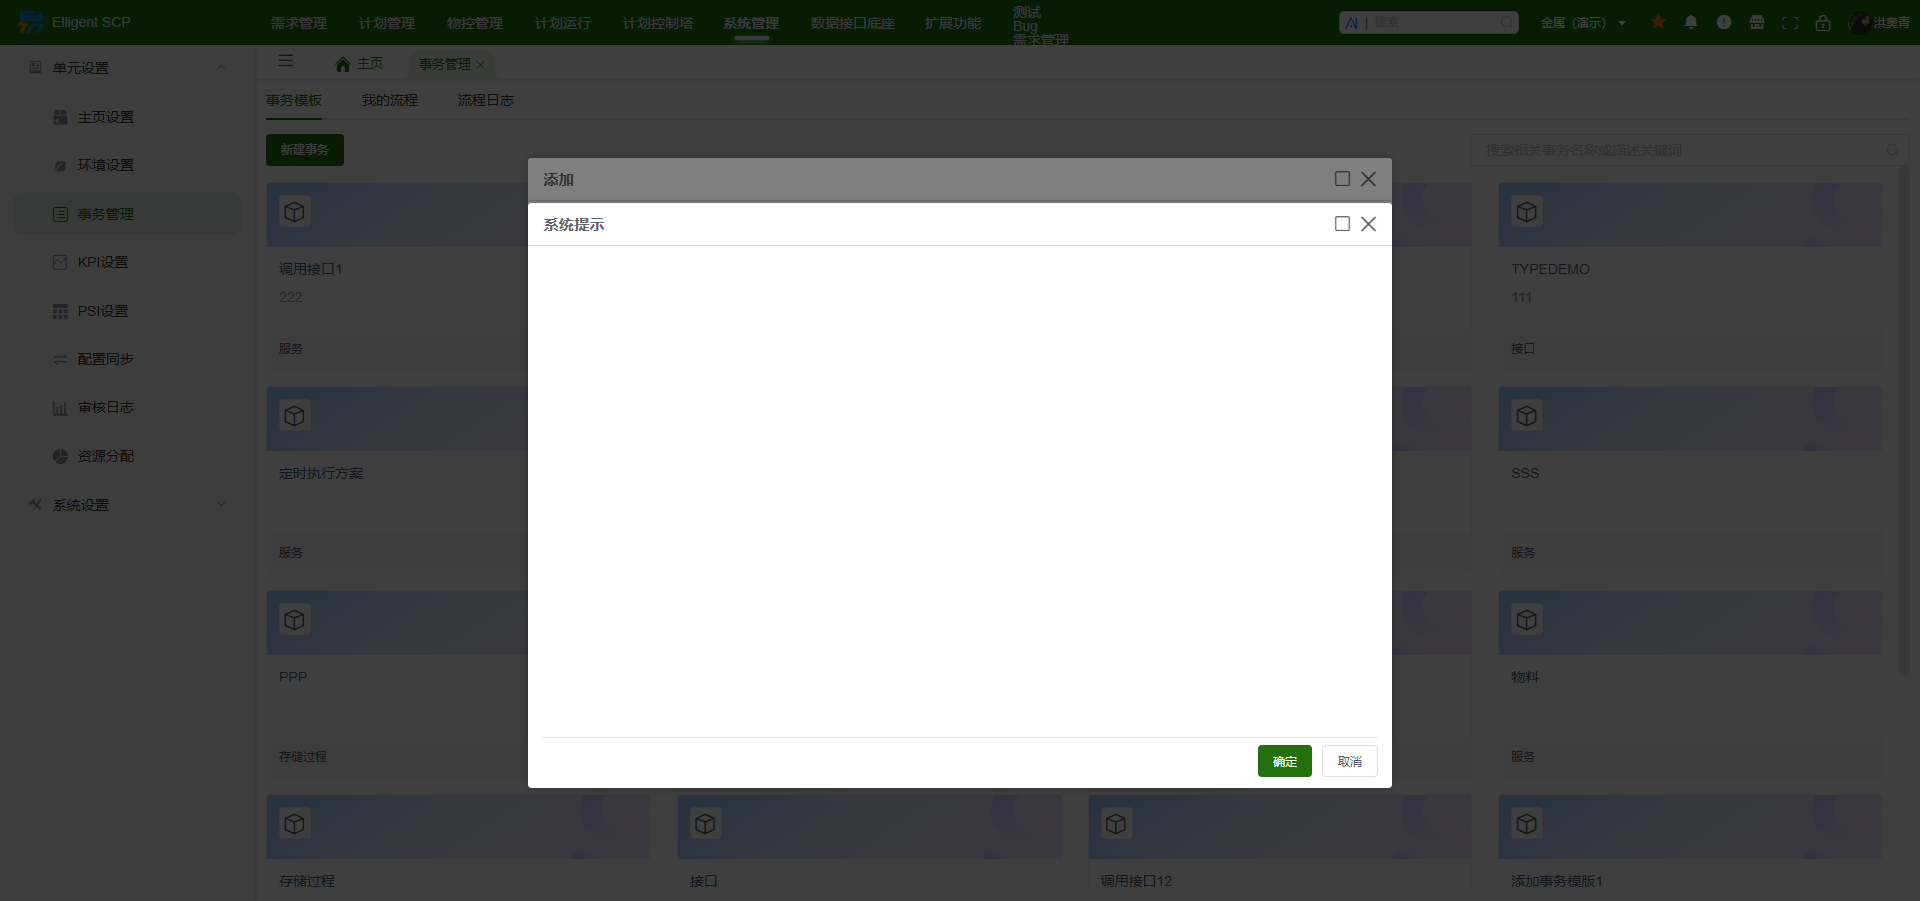 Elligent SCP
需求管理 计划管理 物控管理 计划运行 计划控制塔 系统管理 数据接口底座 扩展功能
测试
Bug
需求管理
AI | 搜索
金属（演示）
洪奥青
单元设置
主页设置
环境设置
事务管理
KPI设置
PSI设置
配置同步
审核日志
资源分配
系统设置
主页 事务管理
事务模板 我的流程 流程日志
新建事务
搜索相关事务名称或描述关键词
添加
系统提示
确定 取消
调用接口1
222
服务
TYPEDEMO
111
接口
定时执行方案
服务
SSS
服务
PPP
存储过程
物料
服务
存储过程
接口
调用接口12
添加事务模版1